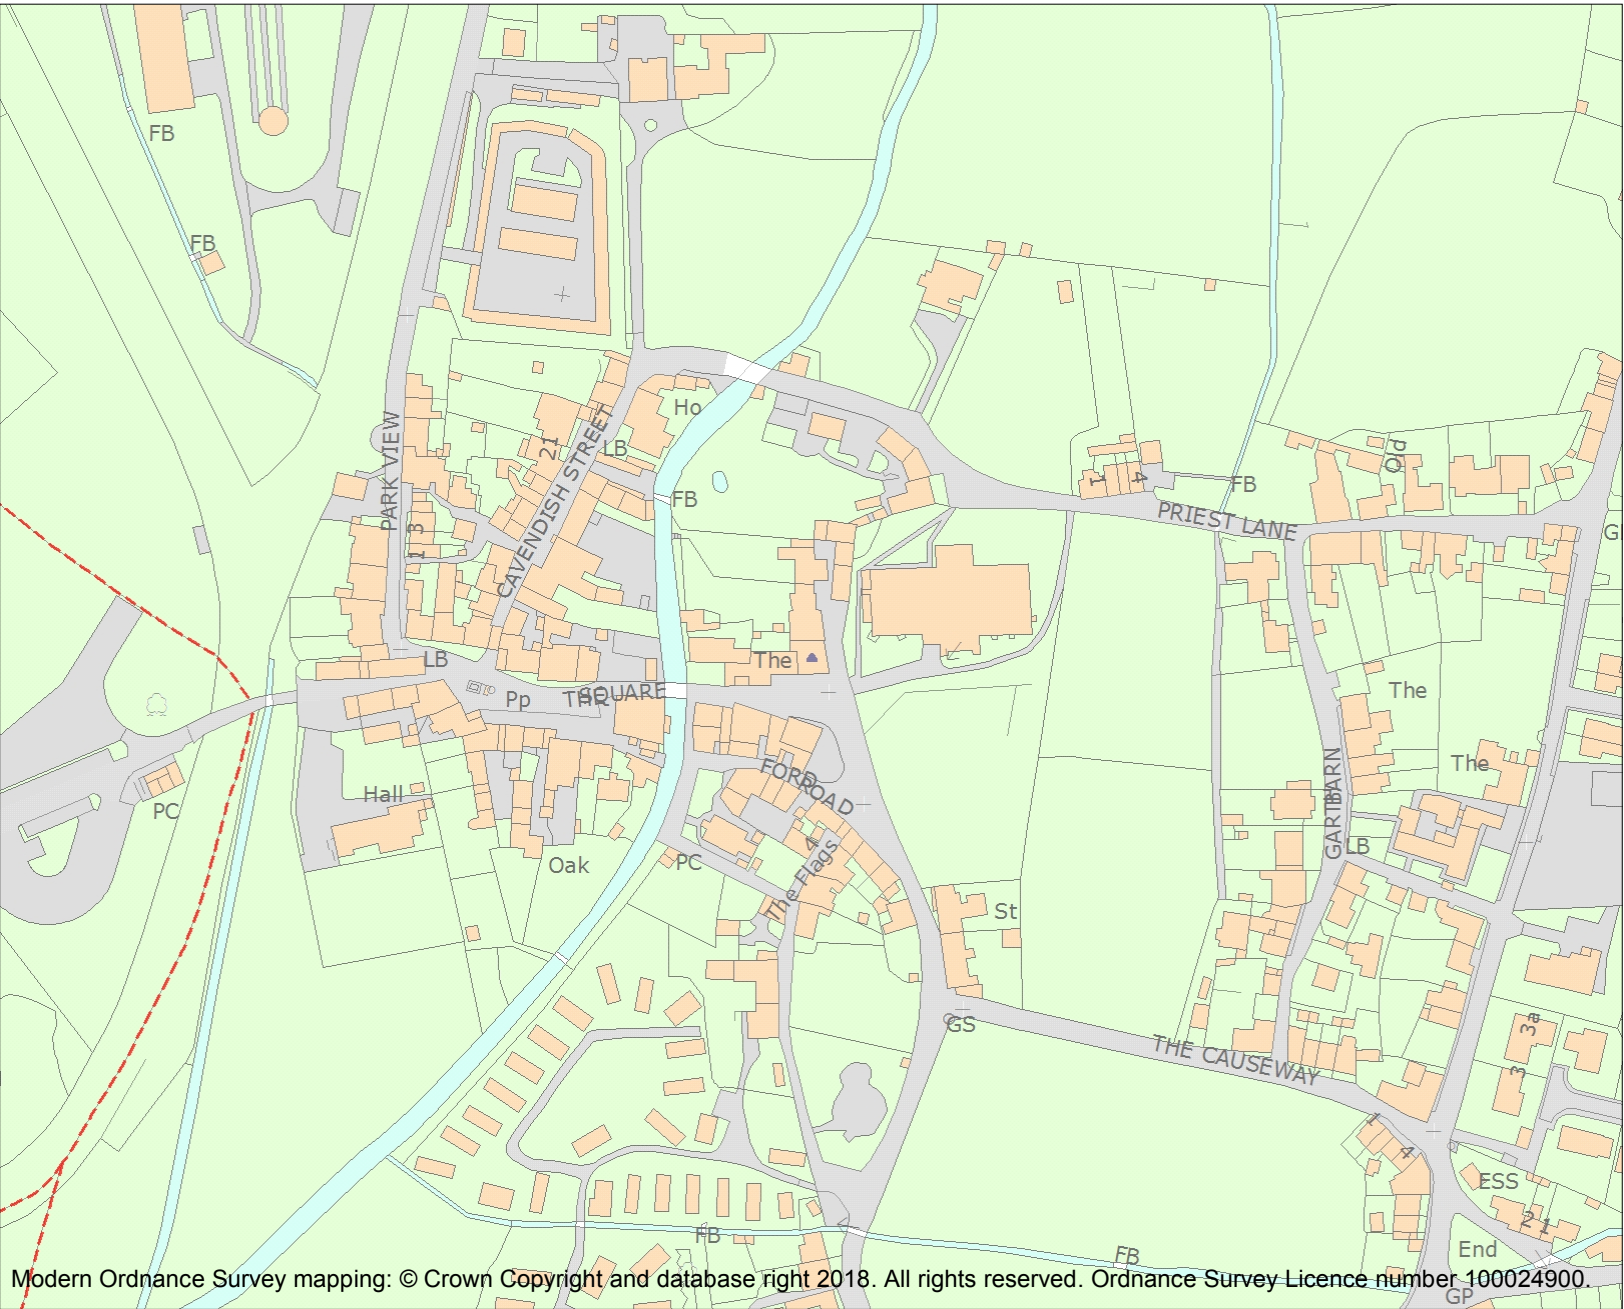 FB
FB
Ho
21
LB
PARK VIEW
CAVENDISH STREET
FB
Old
1
4
FB
PRIEST LANE
1 3
LB
The
Pp
THE
SQUARE
The
The
FORD
ROAD
Hall
PC
Oak
PC
4
The Flags
GARTBARN
LB
St
GS
THE CAUSEWAY
3a
3
1
4
ESS
2 1
FB
FB
End
GP
Modern Ordnance Survey mapping: © Crown Copyright and database right 2018. All rights reserved. Ordnance Survey Licence number 100024900.